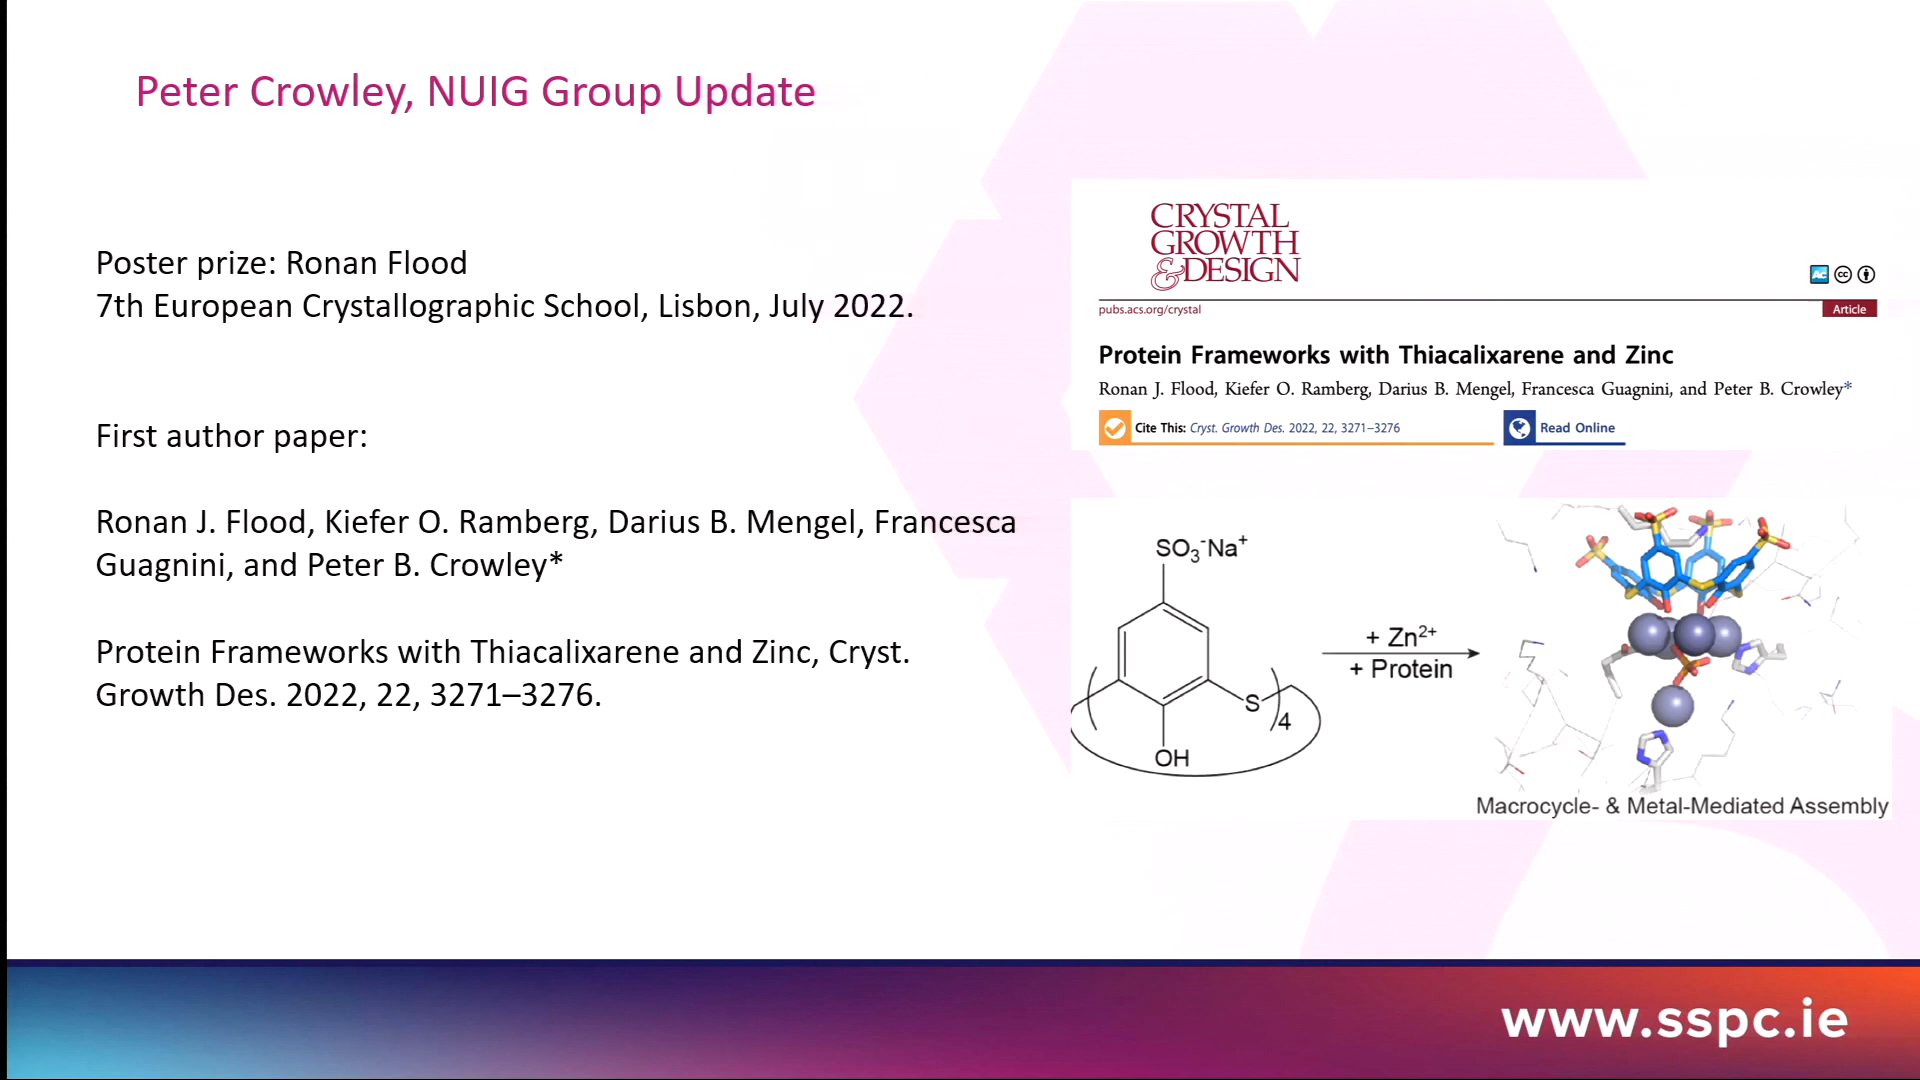 Peter Crowley, NUIG Group Update
Poster prize: Ronan Flood
7th European Crystallographic School, Lisbon, July 2022.
First author paper:
Ronan J. Flood, Kiefer O. Ramberg, Darius B. Mengel, Francesca
Guagnini, and Peter B. Crowley*
Protein Frameworks with Thiacalixarene and Zinc, Cryst.
Growth Des. 2022, 22, 3271–3276.
CRYSTAL
GROWTH
&DESIGN
pubs.acs.org/crystal
Article
Protein Frameworks with Thiacalixarene and Zinc
Ronan J. Flood, Kiefer O. Ramberg, Darius B. Mengel, Francesca Guagnini, and Peter B. Crowley*
Cite This: Cryst. Growth Des. 2022, 22, 3271–3276
Read Online
SO₃⁻Na⁺
+ Zn²⁺
+ Protein
S
4
OH
Macrocycle- & Metal-Mediated Assembly
www.sspc.ie